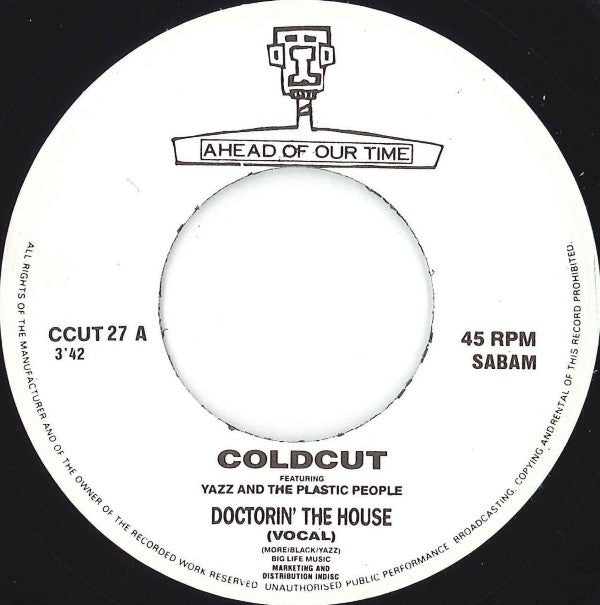 AHEAD OF OUR TIME
CCUT 27 A
3'42
45 RPM
SABAM
COLDCUT
FEATURING
YAZZ AND THE PLASTIC PEOPLE
DOCTORIN' THE HOUSE
(VOCAL)
(MORE/BLACK/YAZZ)
BIG LIFE MUSIC
MARKETING AND
DISTRIBUTION INDISC
ALL RIGHTS OF THE MANUFACTURER AND OF THE OWNER OF THE RECORDED WORK RESERVED UNAUTHORISED PUBLIC PERFORMANCE BROADCASTING, COPYING AND RENTAL OF THIS RECORD PROHIBITED.